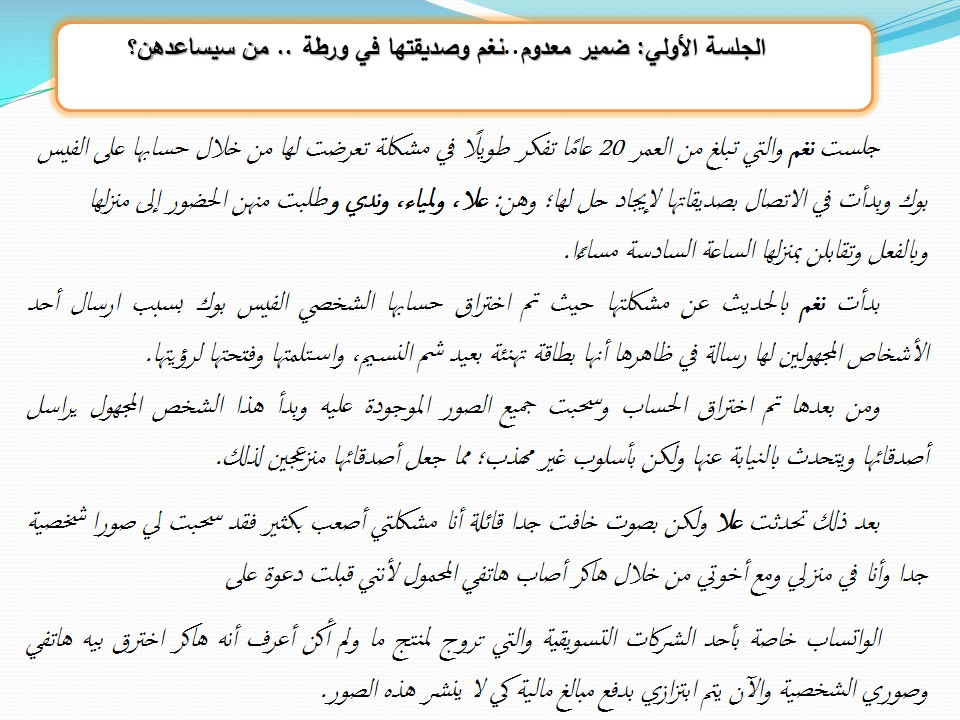 الجلسة الأولي: ضمير معدوم..نغم وصديقتها في ورطة .. من سيساعدهن؟
جلست نغم والتي تبلغ من العمر 20 عامًا تفكر طويلًا في مشكلة تعرضت لها من خلال حسابها على الفيس
بوك وبدأت في الاتصال بصديقاتها لإيجاد حل لها؛ وهن: علا، ولمياء، وندي وطلبت منهن الحضور إلى منزلها
وبالفعل وتقابلن بمنزلها الساعة السادسة مساءًا.
بدأت نغم بالحديث عن مشكلتها حيث تم اختراق حسابها الشخصي الفيس بوك بسبب ارسال أحد
الأشخاص المجهولين لها رسالة في ظاهرها أنها بطاقة تهنئة بعيد شم النسيم، واستلمتها وفتحتها لرؤيتها.
ومن بعدها تم اختراق الحساب وسحبت جميع الصور الموجودة عليه وبدأ هذا الشخص المجهول يراسل
أصدقائها ويتحدث بالنيابة عنها ولكن بأسلوب غير مهذب؛ مما جعل أصدقائها منزعجين لذلك.
بعد ذلك تحدثت علا ولكن بصوت خافت جدا قائلة أنا مشكلتي أصعب بكثير فقد سحبت لي صورا شخصية
جدا وأنا في منزلي ومع أخوتي من خلال هاكر أصاب هاتفي المحمول لأنني قبلت دعوة على
الواتساب خاصة بأحد الشركات التسويقية والتي تروج لمنتج ما ولم أكن أعرف أنه هاكر اخترق بيه هاتفي
وصوري الشخصية والآن يتم ابتزازي بدفع مبالغ مالية كي لا ينشر هذه الصور.